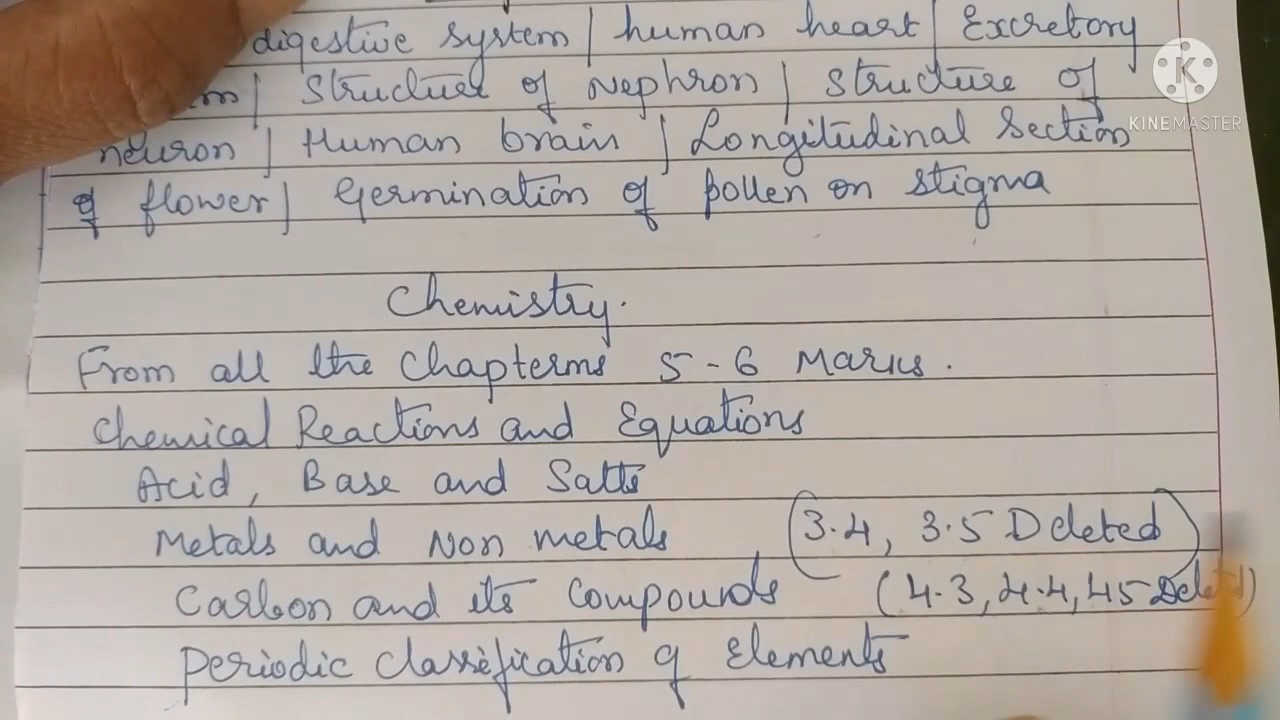 digestive system | human heart | Excretory
| Structure of Nephron | structure of
neuron | Human brain | Longitudinal Section
of flower | Germination of pollen on stigma
K
KINEMASTER
Chemistry.
From all the Chapterms 5-6 Marks.
Chemical Reactions and Equations
Acid, Base and Salts
Metals and Non metals (3.4, 3.5 Deleted)
Carbon and its Compounds (4.3, 4.4, 4.5
Periodic Classification of Elements